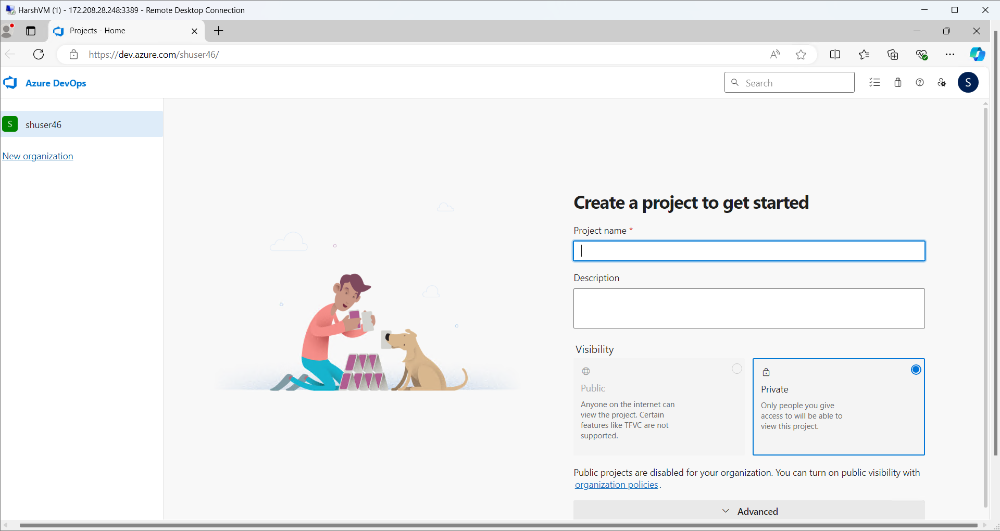 HarshVM (1) - 172.208.28.248:3389 - Remote Desktop Connection
Projects - Home
https://dev.azure.com/shuser46/
Azure DevOps
Search
S
S
shuser46
New organization
Create a project to get started
Project name *
Description
Visibility
Public
Anyone on the internet can
view the project. Certain
features like TFVC are not
supported.
Private
Only people you give
access to will be able to
view this project.
Public projects are disabled for your organization. You can turn on public visibility with
organization policies.
Advanced